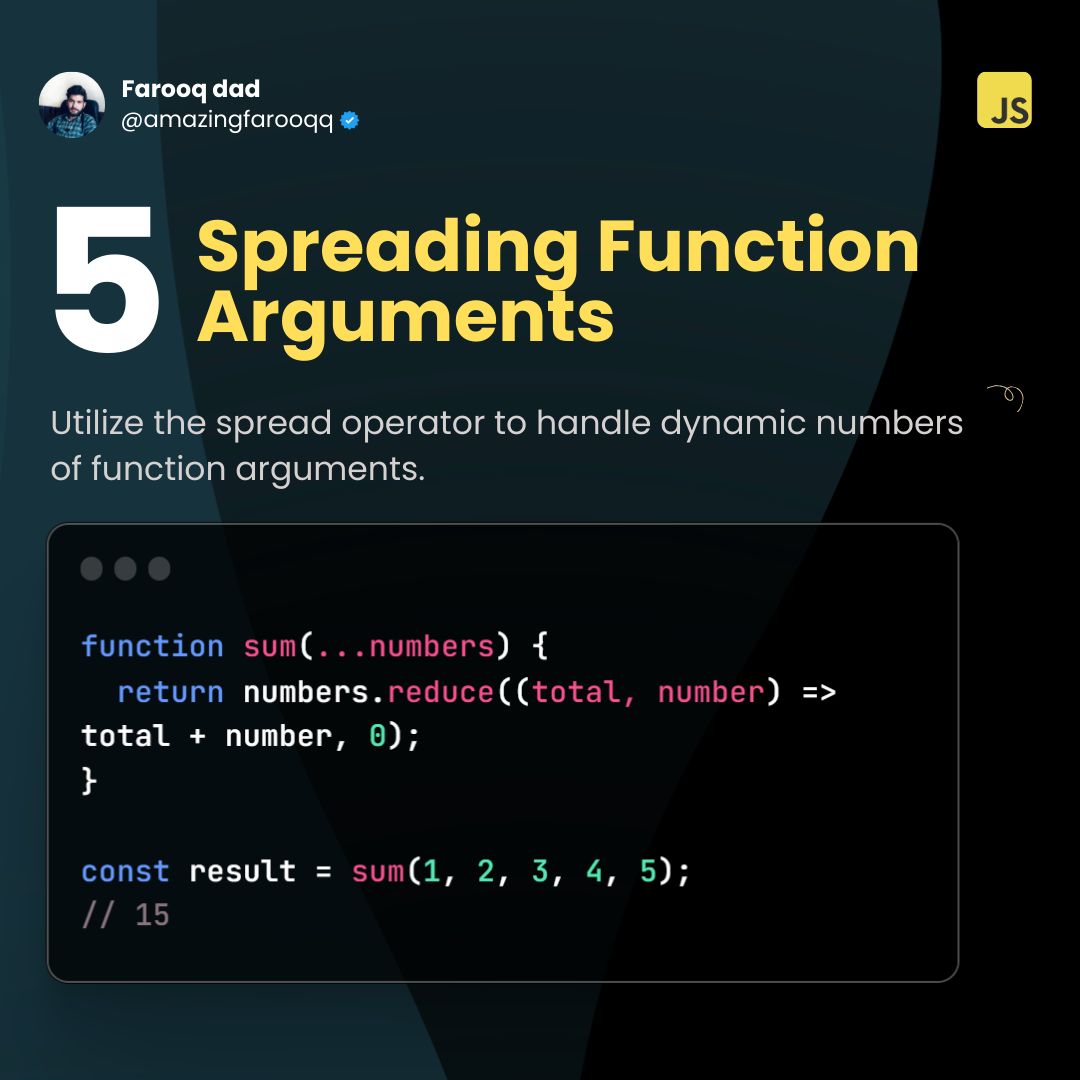 Farooq dad
@amazingfarooqq
JS
5
Spreading Function
Arguments
Utilize the spread operator to handle dynamic numbers
of function arguments.
function sum(...numbers) {
  return numbers.reduce((total, number) =>
total + number, 0);
}
const result = sum(1, 2, 3, 4, 5);
// 15